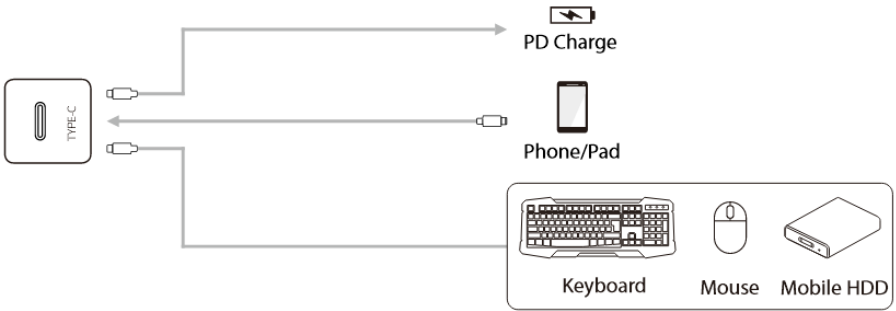 PD Charge
TYPE-C
Phone/Pad
Keyboard
Mouse
Mobile HDD